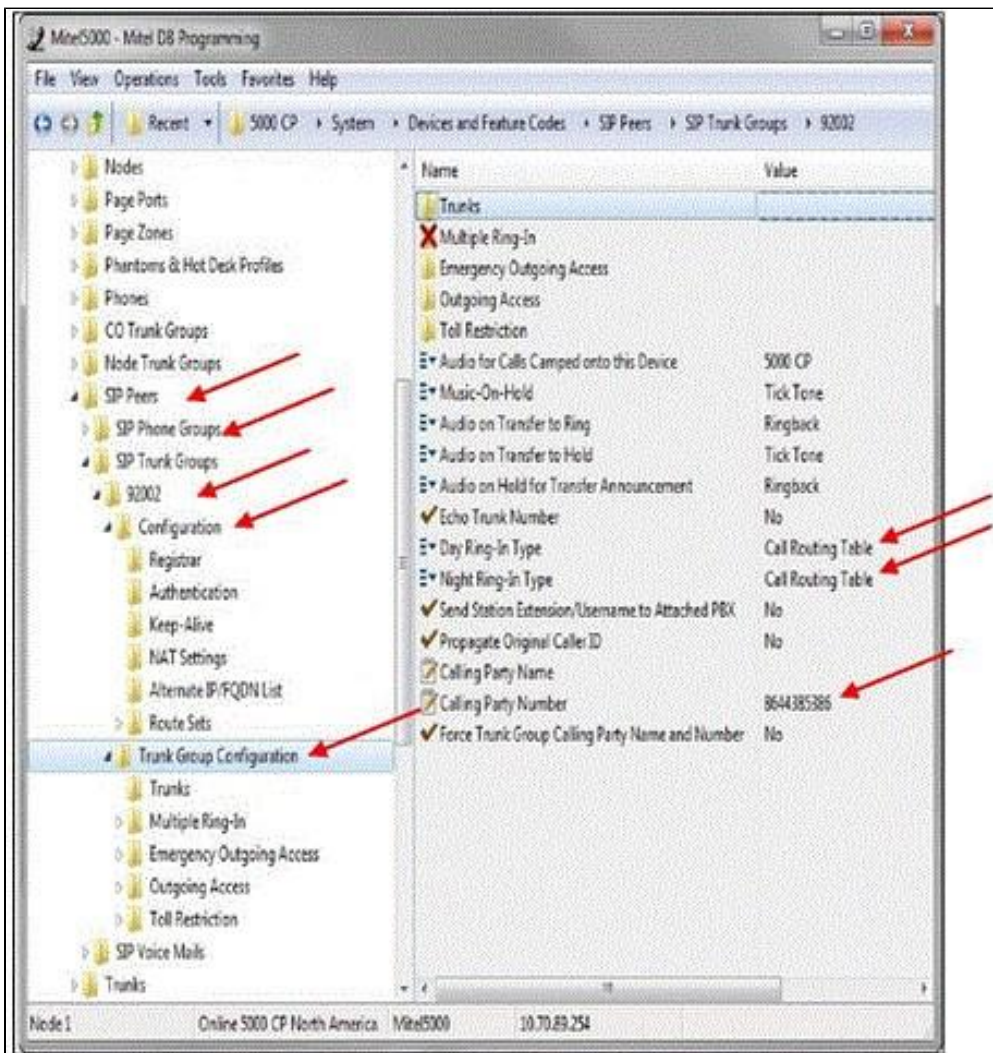 Mitel5000 - Mitel DB Programming
File View Operations Tools Favorites Help
Recent 5000 CP System Devices and Feature Codes SIP Peers SIP Trunk Groups 92002
Nodes
Page Ports
Page Zones
Phantoms & Hot Desk Profiles
Phones
CO Trunk Groups
Node Trunk Groups
SIP Peers
SIP Phone Groups
SIP Trunk Groups
92002
Configuration
Registrar
Authentication
Keep-Alive
NAT Settings
Alternate IP/FQDN List
Route Sets
Trunk Group Configuration
Trunks
Multiple Ring-In
Emergency Outgoing Access
Outgoing Access
Toll Restriction
SIP Voice Mails
Trunks
Name Value
Trunks
Multiple Ring-In
Emergency Outgoing Access
Outgoing Access
Toll Restriction
Audio for Calls Camped onto this Device 5000 CP
Music-On-Hold Tick Tone
Audio on Transfer to Ring Ringback
Audio on Transfer to Hold Tick Tone
Audio on Hold for Transfer Announcement Ringback
Echo Trunk Number No
Day Ring-In Type Call Routing Table
Night Ring-In Type Call Routing Table
Send Station Extension/Username to Attached PBX No
Propagate Original Caller ID No
Calling Party Name
Calling Party Number 8644385386
Force Trunk Group Calling Party Name and Number No
Node 1 Online 5000 CP North America Mitel5000 10.70.89.254